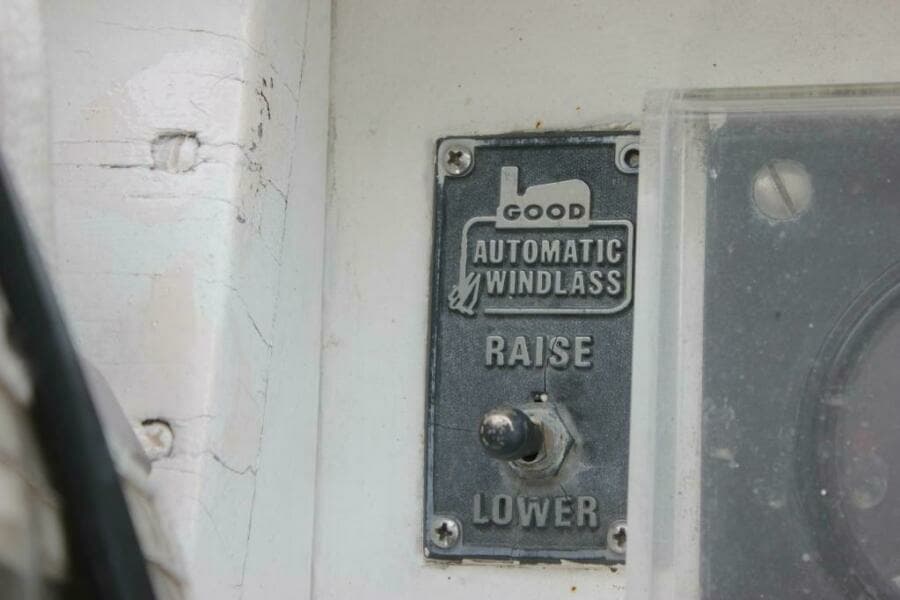 GOOD
AUTOMATIC
WINDLASS
RAISE
LOWER